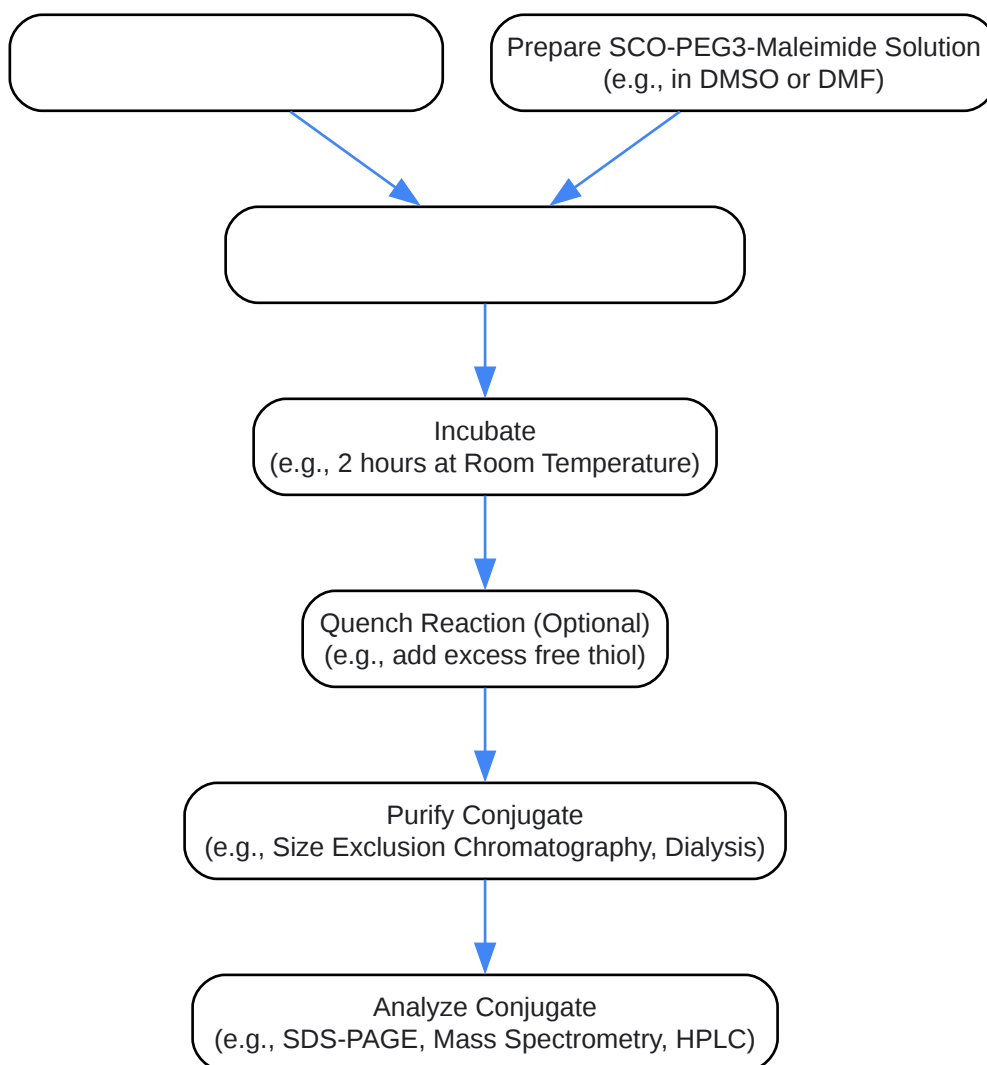 Prepare SCO-PEG3-Maleimide Solution
(e.g., in DMSO or DMF)
Incubate
(e.g., 2 hours at Room Temperature)
Quench Reaction (Optional)
(e.g., add excess free thiol)
Purify Conjugate
(e.g., Size Exclusion Chromatography, Dialysis)
Analyze Conjugate
(e.g., SDS-PAGE, Mass Spectrometry, HPLC)